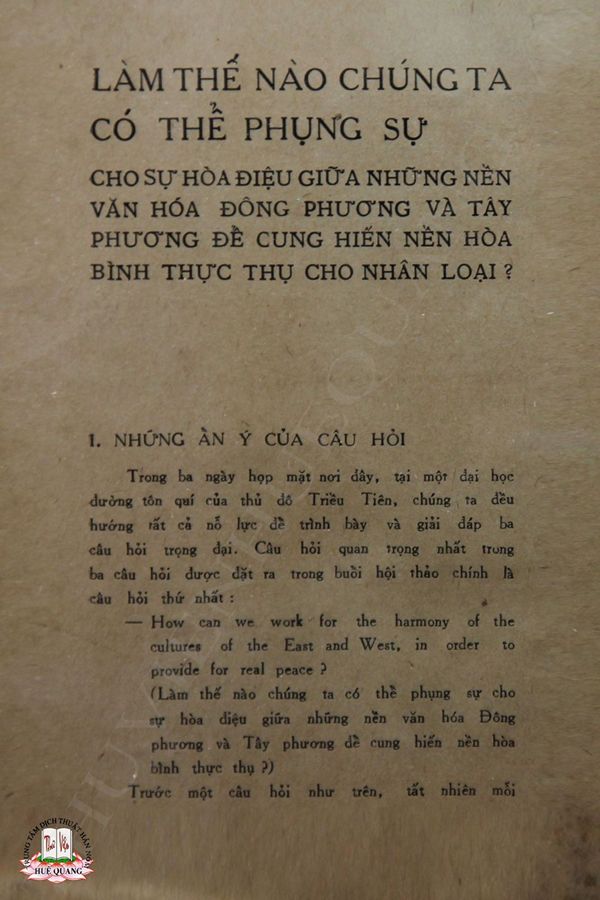 LÀM THẾ NÀO CHÚNG TA
CÓ THỂ PHỤNG SỰ
CHO SỰ HÒA ĐIỆU GIỮA NHỮNG NỀN
VĂN HÓA ĐÔNG PHƯƠNG VÀ TÂY
PHƯƠNG ĐỂ CUNG HIẾN NỀN HÒA
BÌNH THỰC THỤ CHO NHÂN LOẠI ?
1. NHỮNG ẨN Ý CỦA CÂU HỎI
Trong ba ngày họp mặt nơi đây, tại một đại học
đường tôn quí của thủ đô Triều Tiên, chúng ta đều
hướng tất cả nỗ lực để trình bày và giải đáp ba
câu hỏi trọng đại. Câu hỏi quan trọng nhất trong
ba câu hỏi được đặt ra trong buổi hội thảo chính là
câu hỏi thứ nhất :
— How can we work for the harmony of the
cultures of the East and West, in order to
provide for real peace ?
(Làm thế nào chúng ta có thể phụng sự cho
sự hòa điệu giữa những nền văn hóa Đông
phương và Tây phương để cung hiến nền hòa
bình thực thụ ?)
Trước một câu hỏi như trên, tất nhiên mỗi
TRUNG TÂM DỊCH THUẬT HÁN NÔM
HUỆ QUANG